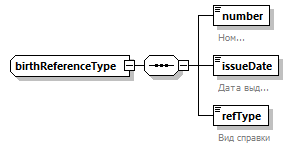 number
Ном...
birthReferenceType
issueDate
Дата выд...
refType
Вид справки